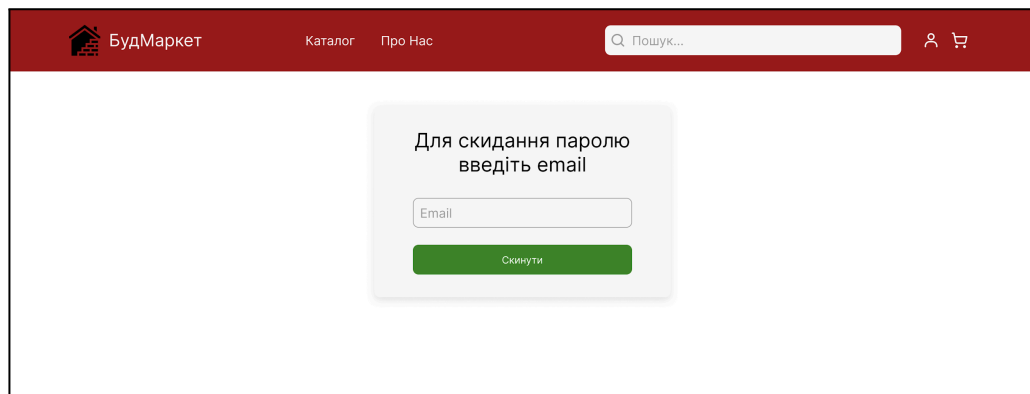 БудМаркет
Каталог
Про Нас
Пошук...
Для скидання паролю
введіть email
Email
Скинути